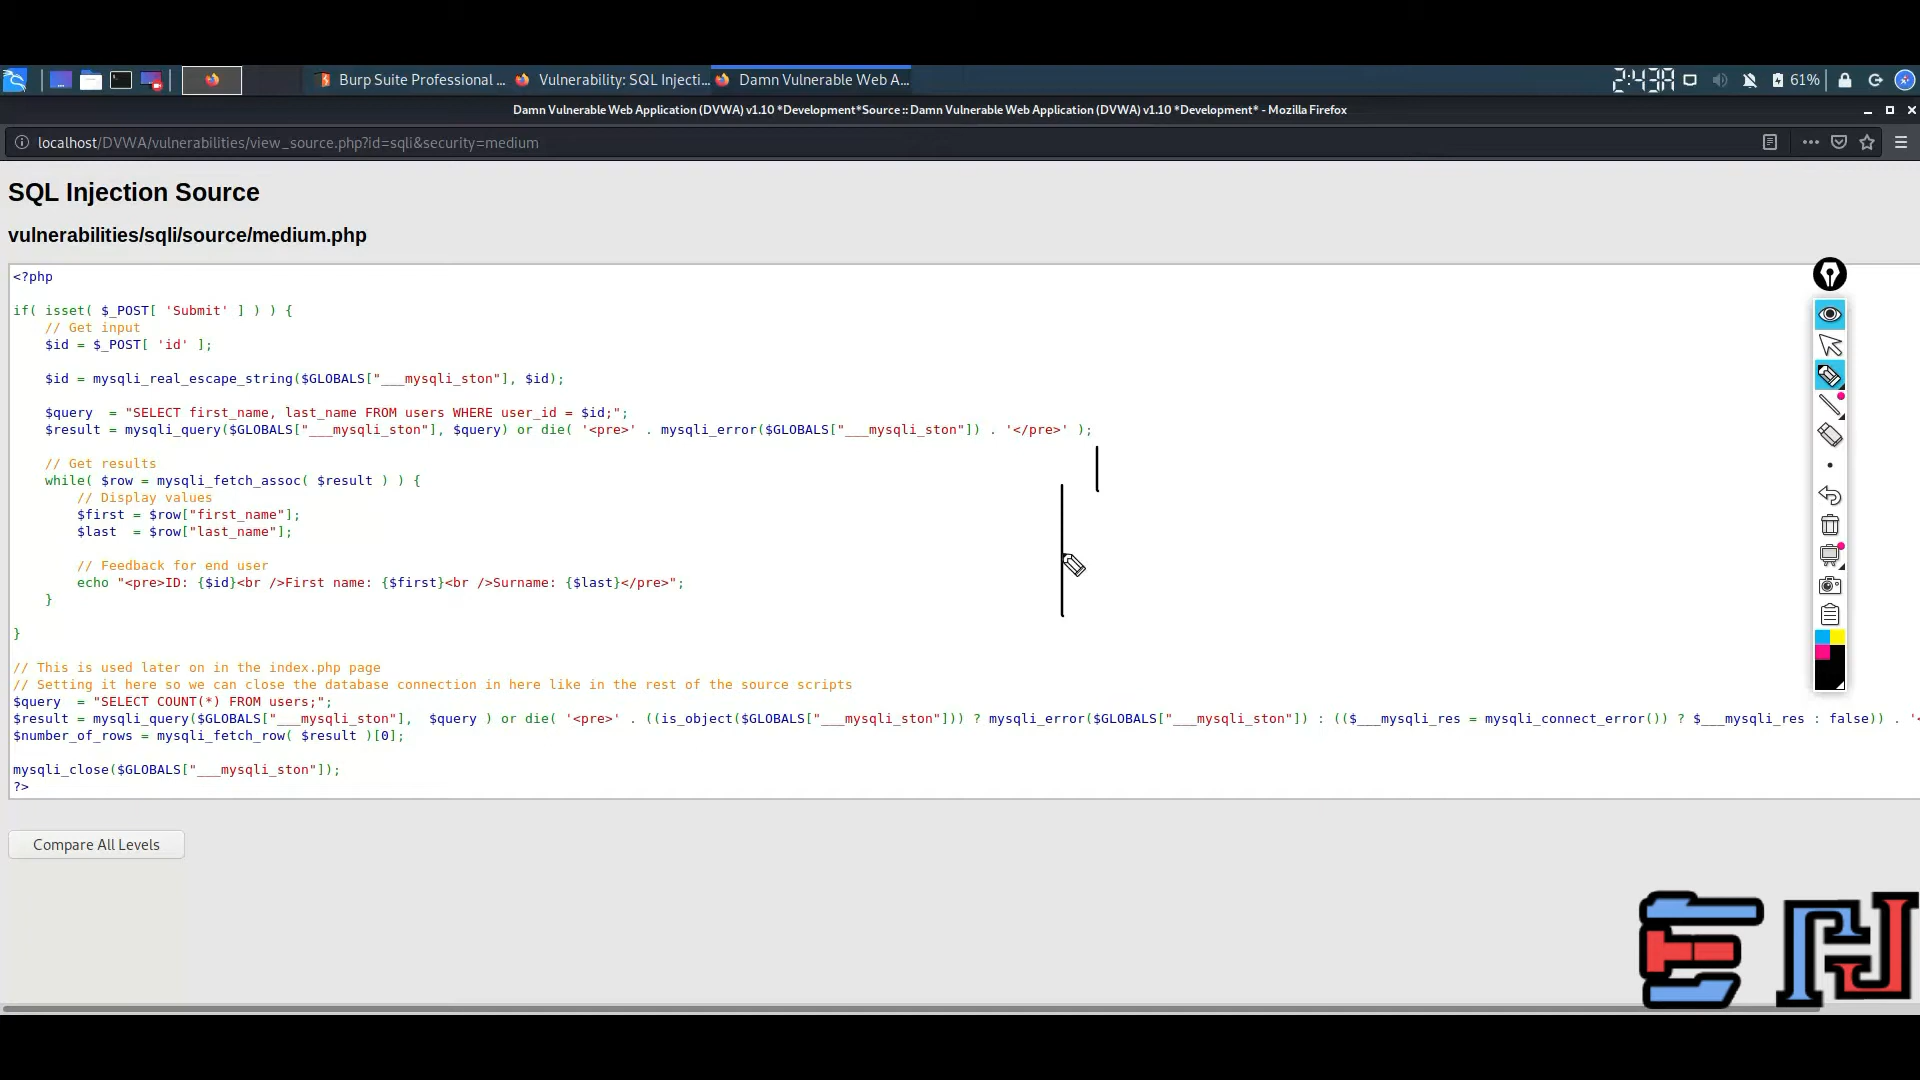 Burp Suite Professional ...
Vulnerability: SQL Injecti...
Damn Vulnerable Web A...
2:43A
61%
Damn Vulnerable Web Application (DVWA) v1.10 *Development*Source :: Damn Vulnerable Web Application (DVWA) v1.10 *Development* - Mozilla Firefox
localhost/DVWA/vulnerabilities/view_source.php?id=sqli&security=medium
SQL Injection Source
vulnerabilities/sqli/source/medium.php
<?php
if( isset( $_POST[ 'Submit' ] ) ) {
    // Get input
    $id = $_POST[ 'id' ];
    $id = mysqli_real_escape_string($GLOBALS["___mysqli_ston"], $id);
    $query  = "SELECT first_name, last_name FROM users WHERE user_id = $id;";
    $result = mysqli_query($GLOBALS["___mysqli_ston"], $query) or die( '<pre>' . mysqli_error($GLOBALS["___mysqli_ston"]) . '</pre>' );
    // Get results
    while( $row = mysqli_fetch_assoc( $result ) ) {
        // Display values
        $first = $row["first_name"];
        $last  = $row["last_name"];
        // Feedback for end user
        echo "<pre>ID: {$id}<br />First name: {$first}<br />Surname: {$last}</pre>";
    }
}
// This is used later on in the index.php page
// Setting it here so we can close the database connection in here like in the rest of the source scripts
$query  = "SELECT COUNT(*) FROM users;";
$result = mysqli_query($GLOBALS["___mysqli_ston"],  $query ) or die( '<pre>' . ((is_object($GLOBALS["___mysqli_ston"])) ? mysqli_error($GLOBALS["___mysqli_ston"]) : (($___mysqli_res = mysqli_connect_error()) ? $___mysqli_res : false)) . '<
$number_of_rows = mysqli_fetch_row( $result )[0];
mysqli_close($GLOBALS["___mysqli_ston"]);
?>
Compare All Levels